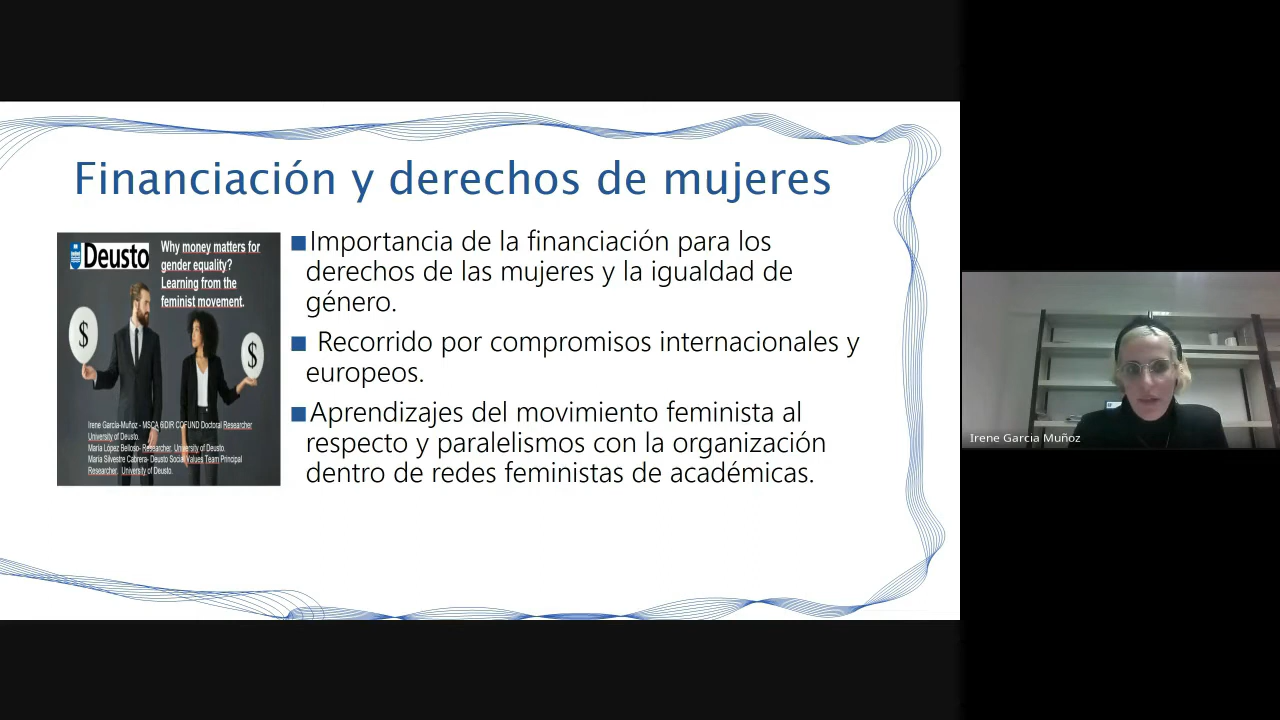 Financiación y derechos de mujeres
Deusto
Why money matters for
gender equality?
Learning from the
feminist movement.
$
$
Irene García-Muñoz - MSCA 6IDIR COFUND Doctoral Researcher
University of Deusto.
María López Belloso- Researcher, University of Deusto.
María Silvestre Cabrera- Deusto Social Values Team Principal
Researcher, University of Deusto.
■Importancia de la financiación para los
derechos de las mujeres y la igualdad de
género.
■ Recorrido por compromisos internacionales y
europeos.
■Aprendizajes del movimiento feminista al
respecto y paralelismos con la organización
dentro de redes feministas de académicas.
Irene Garcia Muñoz